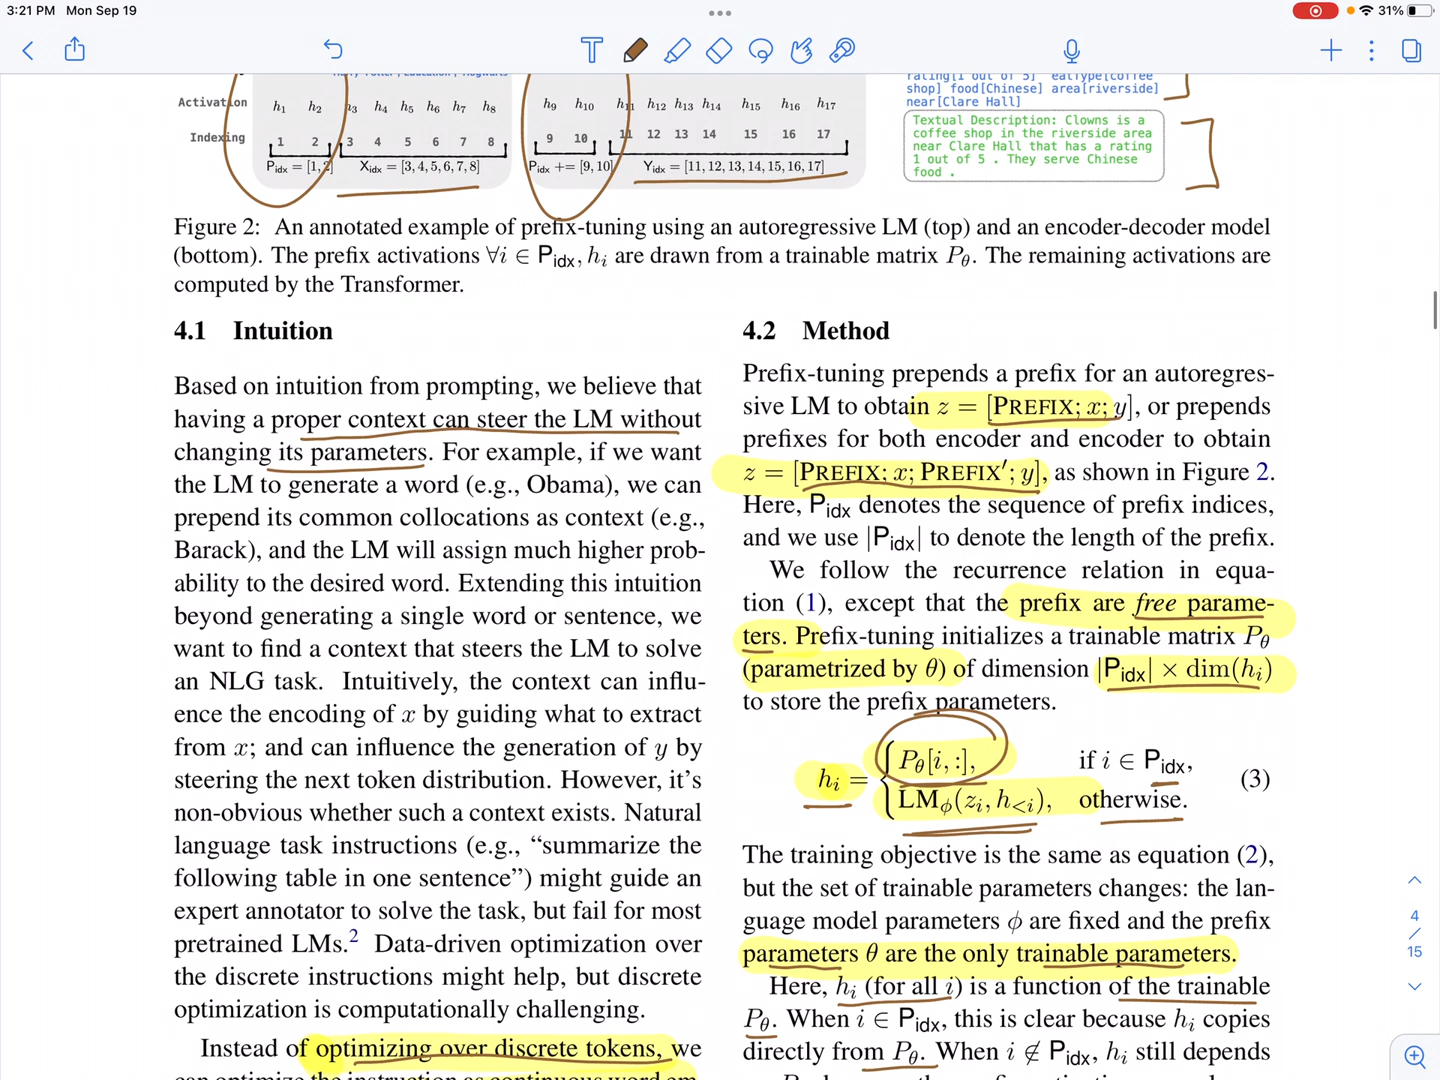 3:21 PM Mon Sep 19
31%
rating[1 out of 5] eatType[coffee
shop] food[Chinese] area[riverside]
near[Clare Hall]
Activation h1 h2 h3 h4 h5 h6 h7 h8 h9 h10 h11 h12 h13 h14 h15 h16 h17
Indexing 1 2 3 4 5 6 7 8 9 10 11 12 13 14 15 16 17
Pidx = [1, 2] Xidx = [3, 4, 5, 6, 7, 8] Pidx += [9, 10] Yidx = [11, 12, 13, 14, 15, 16, 17]
Textual Description: Clowns is a
coffee shop in the riverside area
near Clare Hall that has a rating
1 out of 5 . They serve Chinese
food .
Figure 2: An annotated example of prefix-tuning using an autoregressive LM (top) and an encoder-decoder model
(bottom). The prefix activations ∀i ∈ Pidx, hi are drawn from a trainable matrix Pθ. The remaining activations are
computed by the Transformer.
4.1 Intuition
Based on intuition from prompting, we believe that
having a proper context can steer the LM without
changing its parameters. For example, if we want
the LM to generate a word (e.g., Obama), we can
prepend its common collocations as context (e.g.,
Barack), and the LM will assign much higher prob-
ability to the desired word. Extending this intuition
beyond generating a single word or sentence, we
want to find a context that steers the LM to solve
an NLG task. Intuitively, the context can influ-
ence the encoding of x by guiding what to extract
from x; and can influence the generation of y by
steering the next token distribution. However, it's
non-obvious whether such a context exists. Natural
language task instructions (e.g., “summarize the
following table in one sentence”) might guide an
expert annotator to solve the task, but fail for most
pretrained LMs.2 Data-driven optimization over
the discrete instructions might help, but discrete
optimization is computationally challenging.
Instead of optimizing over discrete tokens, we
can optimize the instruction as continuous word em-
4.2 Method
Prefix-tuning prepends a prefix for an autoregres-
sive LM to obtain z = [PREFIX; x; y], or prepends
prefixes for both encoder and encoder to obtain
z = [PREFIX; x; PREFIX′; y], as shown in Figure 2.
Here, Pidx denotes the sequence of prefix indices,
and we use |Pidx| to denote the length of the prefix.
We follow the recurrence relation in equa-
tion (1), except that the prefix are free parame-
ters. Prefix-tuning initializes a trainable matrix Pθ
(parametrized by θ) of dimension |Pidx| × dim(hi)
to store the prefix parameters.
hi = { Pθ[i, :], if i ∈ Pidx,
LMϕ(zi, h<i), otherwise. (3)
The training objective is the same as equation (2),
but the set of trainable parameters changes: the lan-
guage model parameters ϕ are fixed and the prefix
parameters θ are the only trainable parameters.
Here, hi (for all i) is a function of the trainable
Pθ. When i ∈ Pidx, this is clear because hi copies
directly from Pθ. When i ∉ Pidx, hi still depends
4
/
15